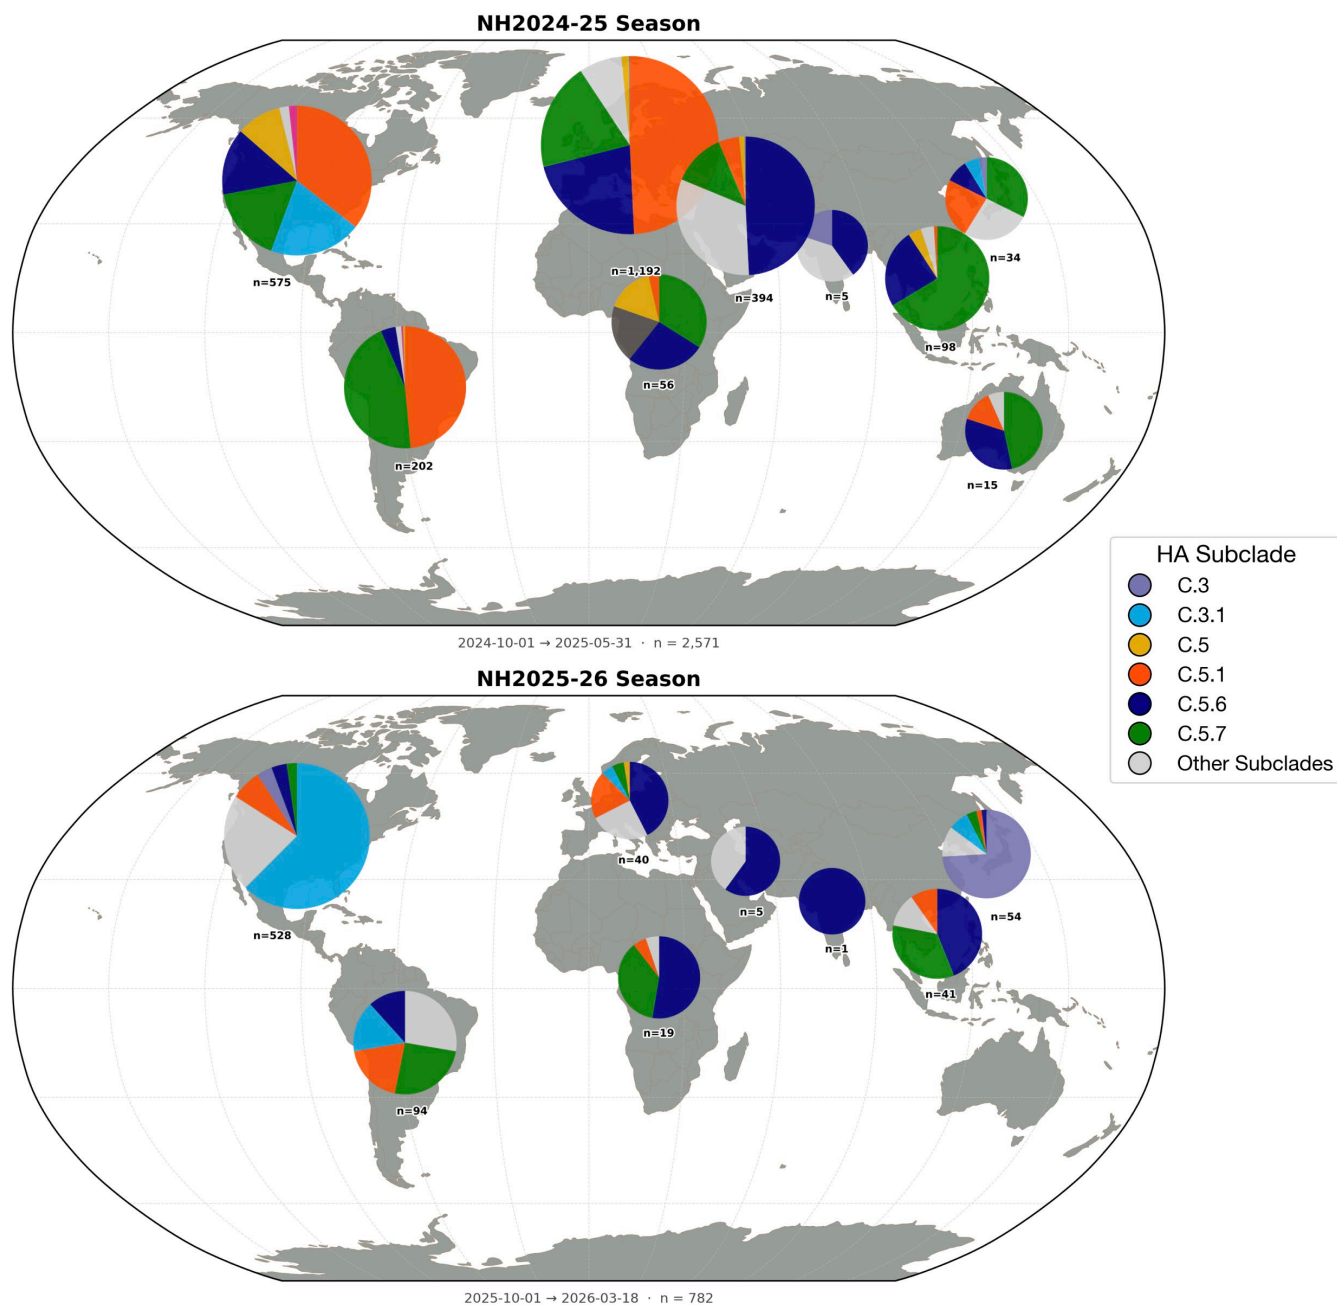 NH2024-25 Season
n=575
n=1,192
n=394
n=5
n=34
n=98
n=56
n=202
n=15
2024-10-01 → 2025-05-31 · n = 2,571
HA Subclade
C.3
C.3.1
C.5
C.5.1
C.5.6
C.5.7
Other Subclades
NH2025-26 Season
n=528
n=40
n=5
n=1
n=54
n=41
n=19
n=94
2025-10-01 → 2026-03-18 · n = 782